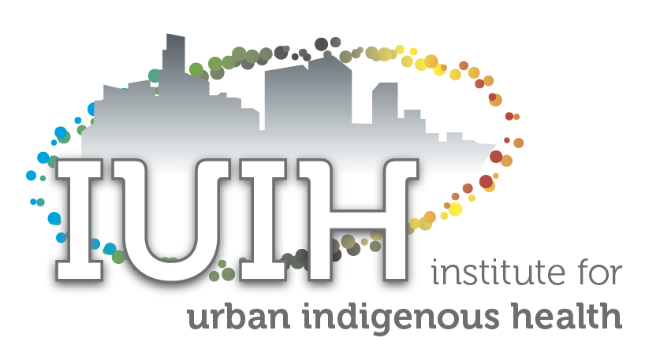 IUIH
institute for
urban indigenous health